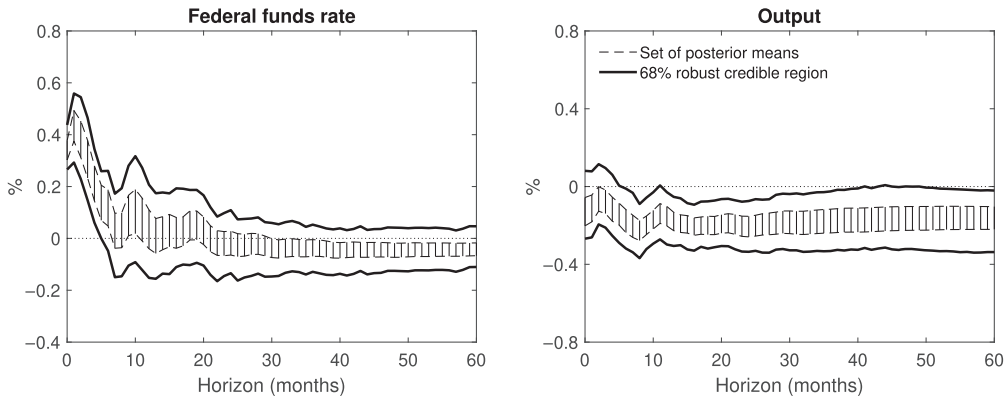 Federal funds rate
0.8
0.6
0.4
0.2
0
−0.2
−0.4
%
0 10 20 30 40 50 60
Horizon (months)
Output
0.8
0.4
0
−0.4
−0.8
%
Set of posterior means
68% robust credible region
0 10 20 30 40 50 60
Horizon (months)